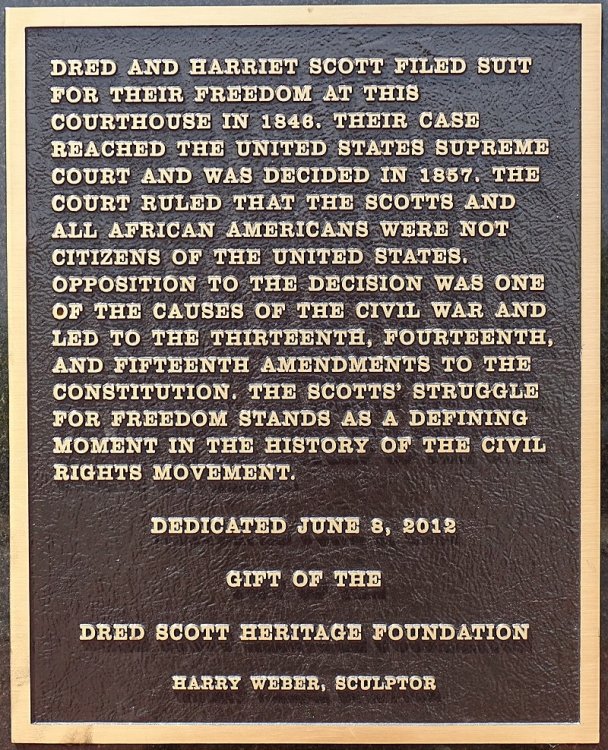 DRED AND HARRIET SCOTT FILED SUIT
FOR THEIR FREEDOM AT THIS
COURTHOUSE IN 1846. THEIR CASE
REACHED THE UNITED STATES SUPREME
COURT AND WAS DECIDED IN 1857. THE
COURT RULED THAT THE SCOTTS AND
ALL AFRICAN AMERICANS WERE NOT
CITIZENS OF THE UNITED STATES.
OPPOSITION TO THE DECISION WAS ONE
OF THE CAUSES OF THE CIVIL WAR AND
LED TO THE THIRTEENTH, FOURTEENTH,
AND FIFTEENTH AMENDMENTS TO THE
CONSTITUTION. THE SCOTTS' STRUGGLE
FOR FREEDOM STANDS AS A DEFINING
MOMENT IN THE HISTORY OF THE CIVIL
RIGHTS MOVEMENT.
DEDICATED JUNE 8, 2012
GIFT OF THE
DRED SCOTT HERITAGE FOUNDATION
HARRY WEBER, SCULPTOR